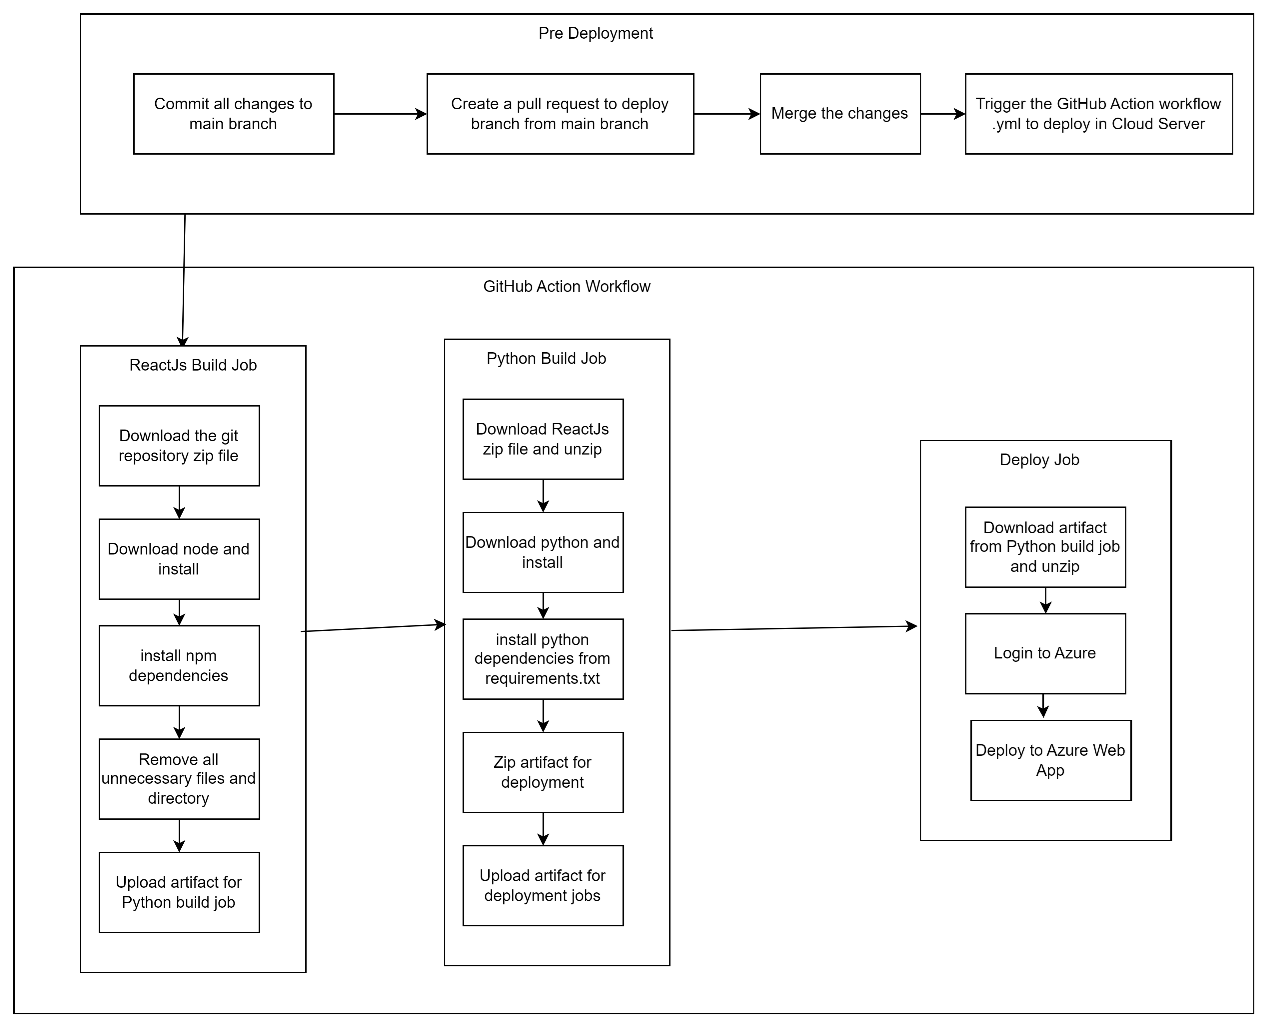 Pre Deployment
Commit all changes to
main branch
Create a pull request to deploy
branch from main branch
Merge the changes
Trigger the GitHub Action workflow
.yml to deploy in Cloud Server
GitHub Action Workflow
ReactJs Build Job
Download the git
repository zip file
Download node and
install
install npm
dependencies
Remove all
unnecessary files and
directory
Upload artifact for
Python build job
Python Build Job
Download ReactJs
zip file and unzip
Download python and
install
install python
dependencies from
requirements.txt
Zip artifact for
deployment
Upload artifact for
deployment jobs
Deploy Job
Download artifact
from Python build job
and unzip
Login to Azure
Deploy to Azure Web
App